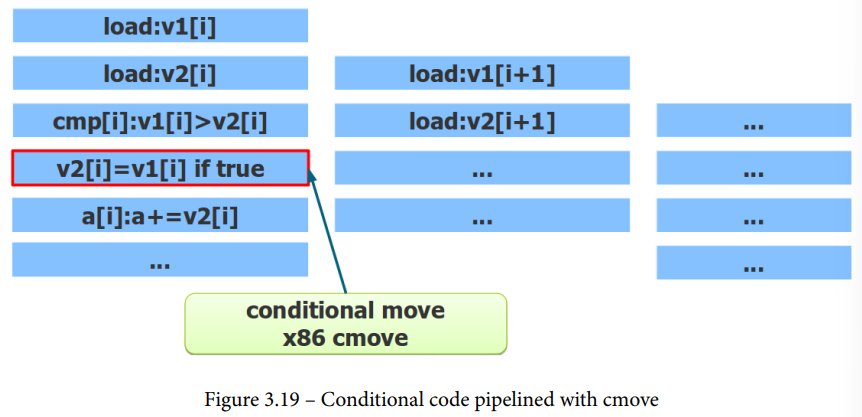 load:v1[i]
load:v2[i] load:v1[i+1]
cmp[i]:v1[i]>v2[i] load:v2[i+1] ...
v2[i]=v1[i] if true ... ...
a[i]:a+=v2[i] ... ...
... ...
conditional move
x86 cmove
Figure 3.19 – Conditional code pipelined with cmove